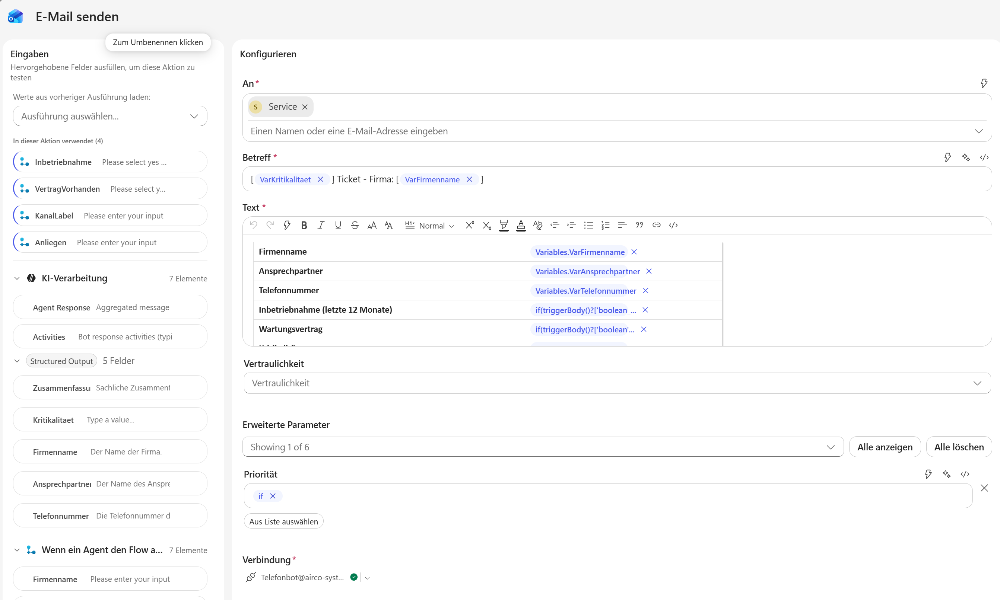 E-Mail senden
Zum Umbenennen klicken
Eingaben
Hervorgehobene Felder ausfüllen, um diese Aktion zu
testen
Werte aus vorheriger Ausführung laden:
Ausführung auswählen...
In dieser Aktion verwendet (4)
Inbetriebnahme Please select yes ...
VertragVorhanden Please select y...
KanalLabel Please enter your input
Anliegen Please enter your input
KI-Verarbeitung 7 Elemente
Agent Response Aggregated message
Activities Bot response activities (typi
Structured Output 5 Felder
Zusammenfassu Sachliche Zusammen
Kritikalitaet Type a value...
Firmenname Der Name der Firma.
Ansprechpartner Der Name des Anspre
Telefonnummer Die Telefonnummer d
Wenn ein Agent den Flow a... 7 Elemente
Firmenname Please enter your input
Konfigurieren
An *
S Service
Einen Namen oder eine E-Mail-Adresse eingeben
Betreff *
[ VarKritikalitaet ] Ticket - Firma: [ VarFirmenname ]
Text *
Normal
Firmenname Variables.VarFirmenname
Ansprechpartner Variables.VarAnsprechpartner
Telefonnummer Variables.VarTelefonnummer
Inbetriebnahme (letzte 12 Monate) if(triggerBody()?['boolean_...
Wartungsvertrag if(triggerBody()?['boolean'...
Vertraulichkeit
Vertraulichkeit
Erweiterte Parameter
Showing 1 of 6
Alle anzeigen
Alle löschen
Priorität
if
Aus Liste auswählen
Verbindung *
Telefonbot@airco-syst...